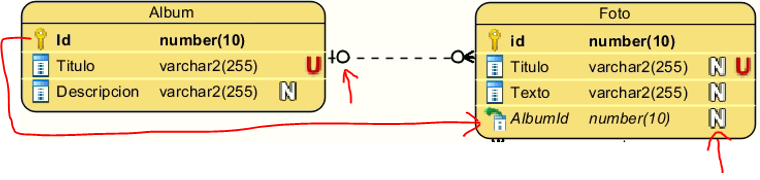 Album
Id number(10)
Titulo varchar2(255) U
Descripcion varchar2(255) N
Foto
id number(10)
Titulo varchar2(255) N U
Texto varchar2(255) N
AlbumId number(10) N